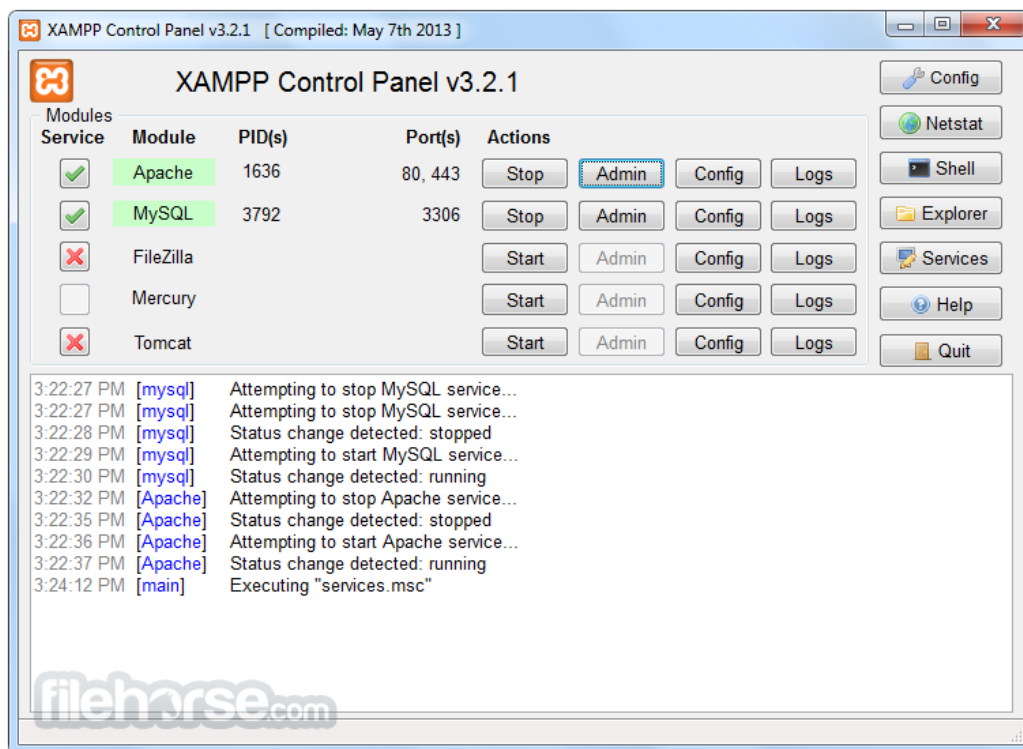 XAMPP Control Panel v3.2.1 [ Compiled: May 7th 2013 ]
XAMPP Control Panel v3.2.1
Config
Modules
Service Module PID(s) Port(s) Actions
Netstat
Apache 1636 80, 443 Stop Admin Config Logs
Shell
MySQL 3792 3306 Stop Admin Config Logs
Explorer
FileZilla Start Admin Config Logs
Services
Mercury Start Admin Config Logs
Help
Tomcat Start Admin Config Logs
Quit
3:22:27 PM [mysql] Attempting to stop MySQL service...
3:22:27 PM [mysql] Attempting to stop MySQL service...
3:22:28 PM [mysql] Status change detected: stopped
3:22:29 PM [mysql] Attempting to start MySQL service...
3:22:30 PM [mysql] Status change detected: running
3:22:32 PM [Apache] Attempting to stop Apache service...
3:22:35 PM [Apache] Status change detected: stopped
3:22:36 PM [Apache] Attempting to start Apache service...
3:22:37 PM [Apache] Status change detected: running
3:24:12 PM [main] Executing "services.msc"
filehorse.com